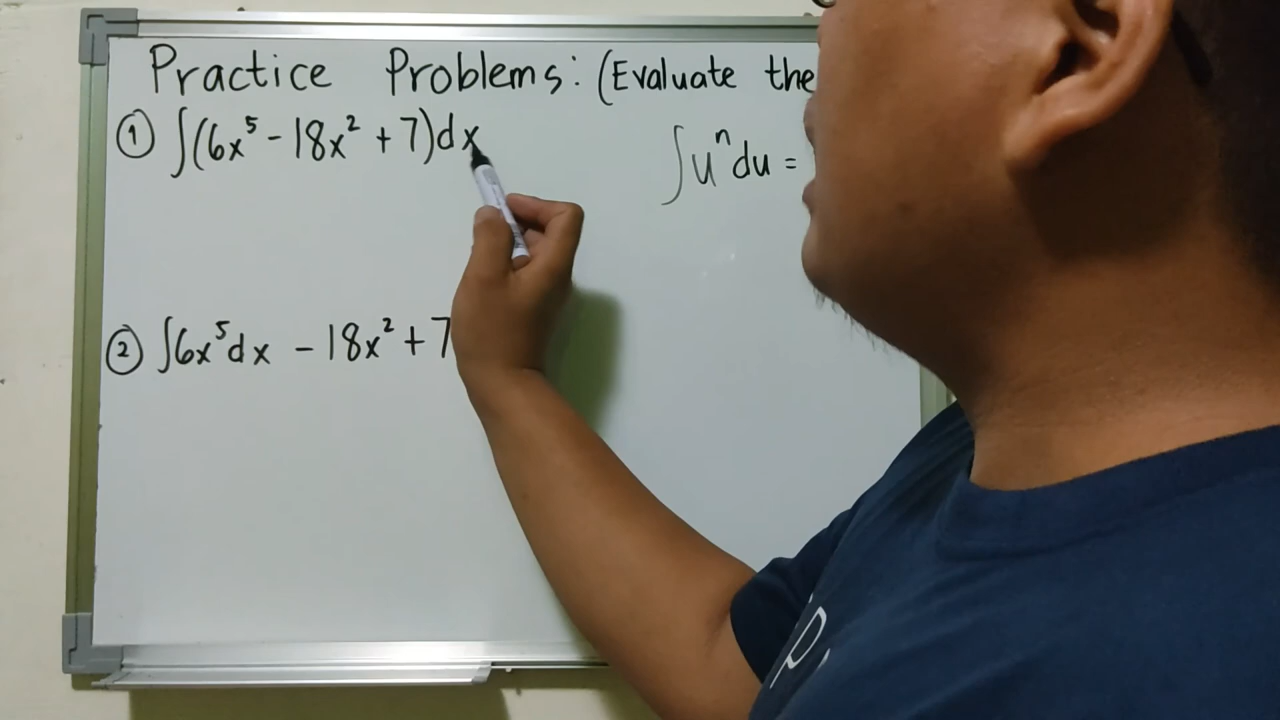 Practice Problems: (Evaluate the
① ∫(6x⁵ - 18x² + 7)dx
∫uⁿdu =
② ∫6x⁵dx - 18x² + 7
P